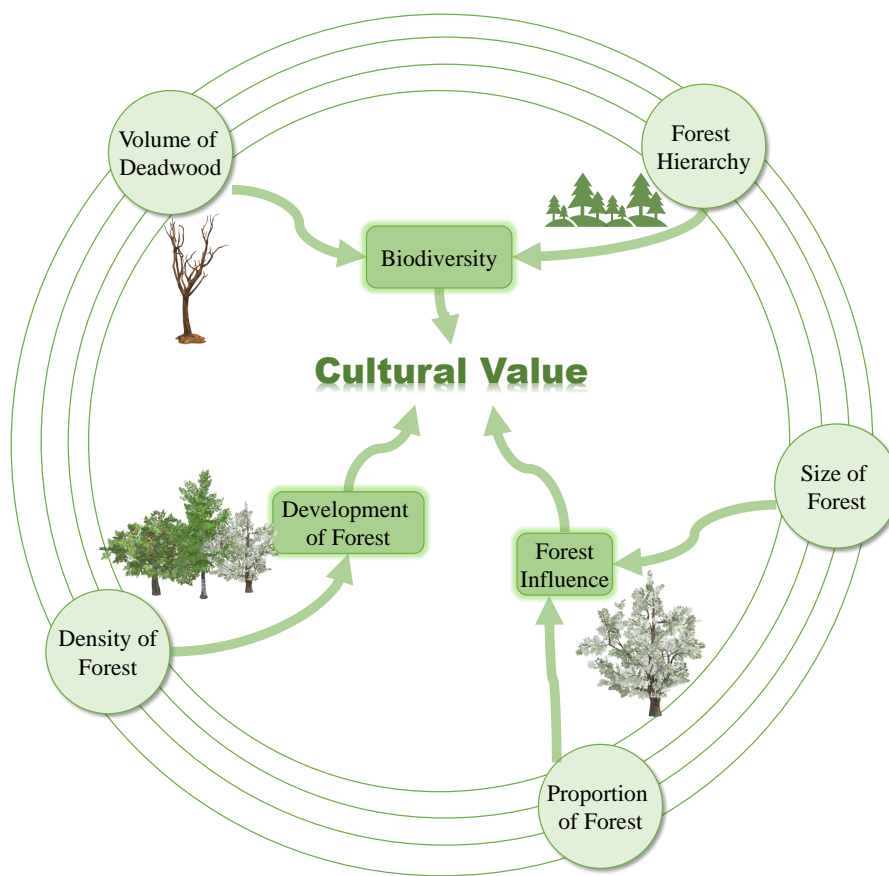 Volume of
Deadwood
Forest
Hierarchy
Biodiversity
Cultural Value
Development
of Forest
Size of
Forest
Forest
Influence
Density of
Forest
Proportion
of Forest